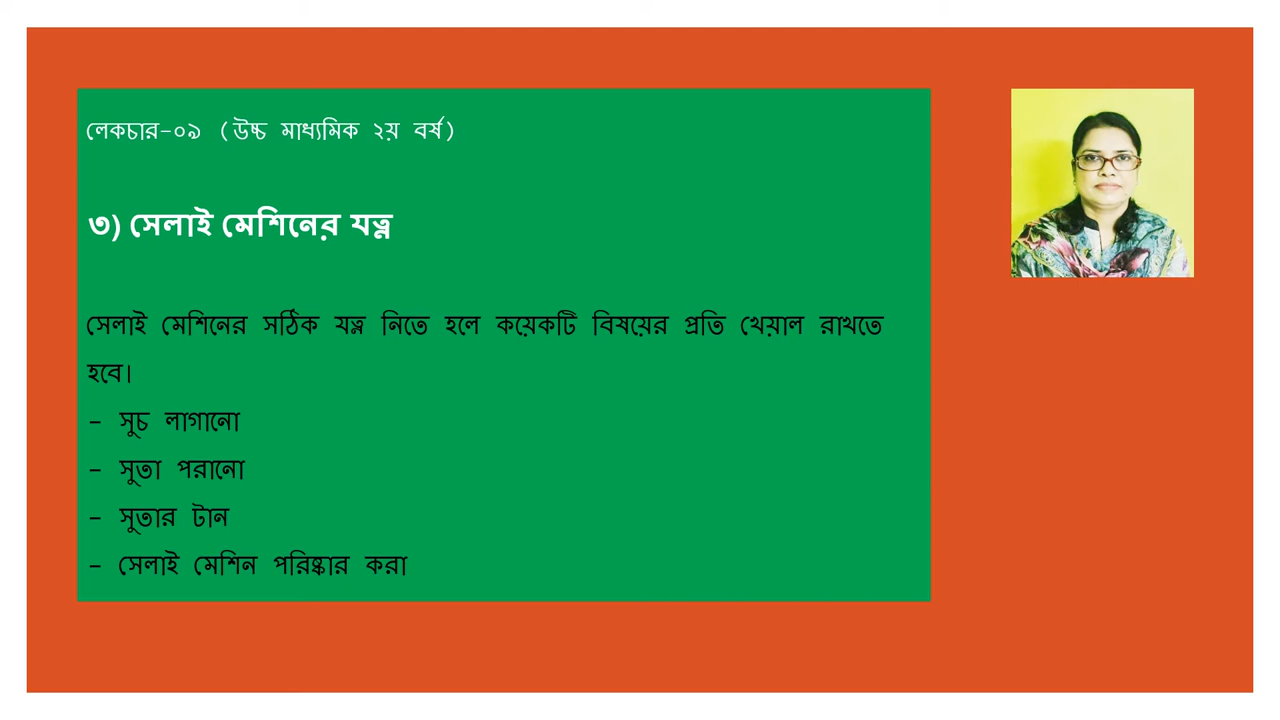 লেকচার-০৯ (উচ্চ মাধ্যমিক ২য় বর্ষ)
৩) সেলাই মেশিনের যত্ন
সেলাই মেশিনের সঠিক যত্ন নিতে হলে কয়েকটি বিষয়ের প্রতি খেয়াল রাখতে
হবে।
- সুচ লাগানো
- সুতা পরানো
- সুতার টান
- সেলাই মেশিন পরিষ্কার করা